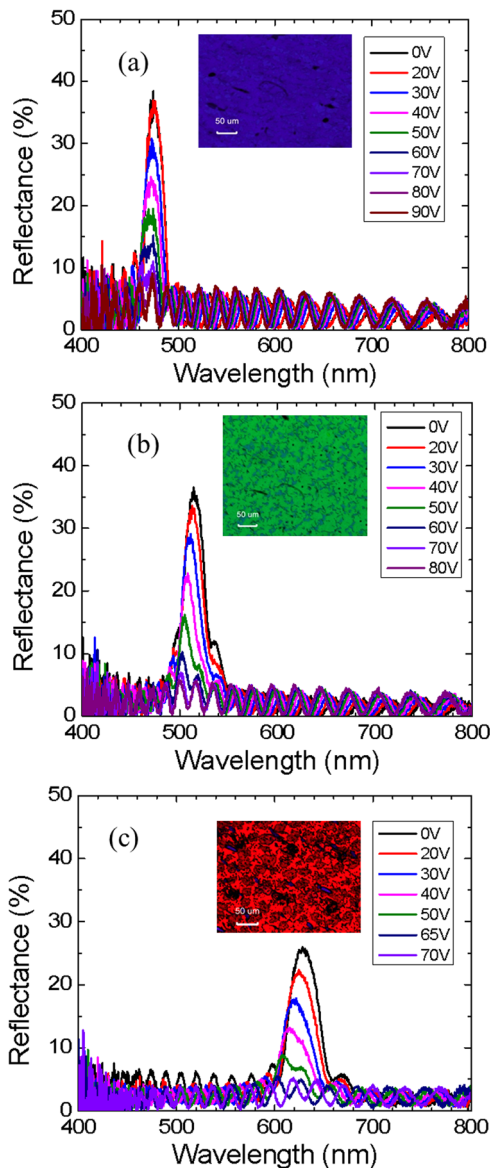 50
40
30
20
10
0
Reflectance (%)
(a)
50 um
0V
20V
30V
40V
50V
60V
70V
80V
90V
400 500 600 700 800
Wavelength (nm)
50
40
30
20
10
0
Reflectance (%)
(b)
50 um
0V
20V
30V
40V
50V
60V
70V
80V
400 500 600 700 800
Wavelength (nm)
50
40
30
20
10
0
Reflectance (%)
(c)
50 um
0V
20V
30V
40V
50V
65V
70V
400 500 600 700 800
Wavelength (nm)